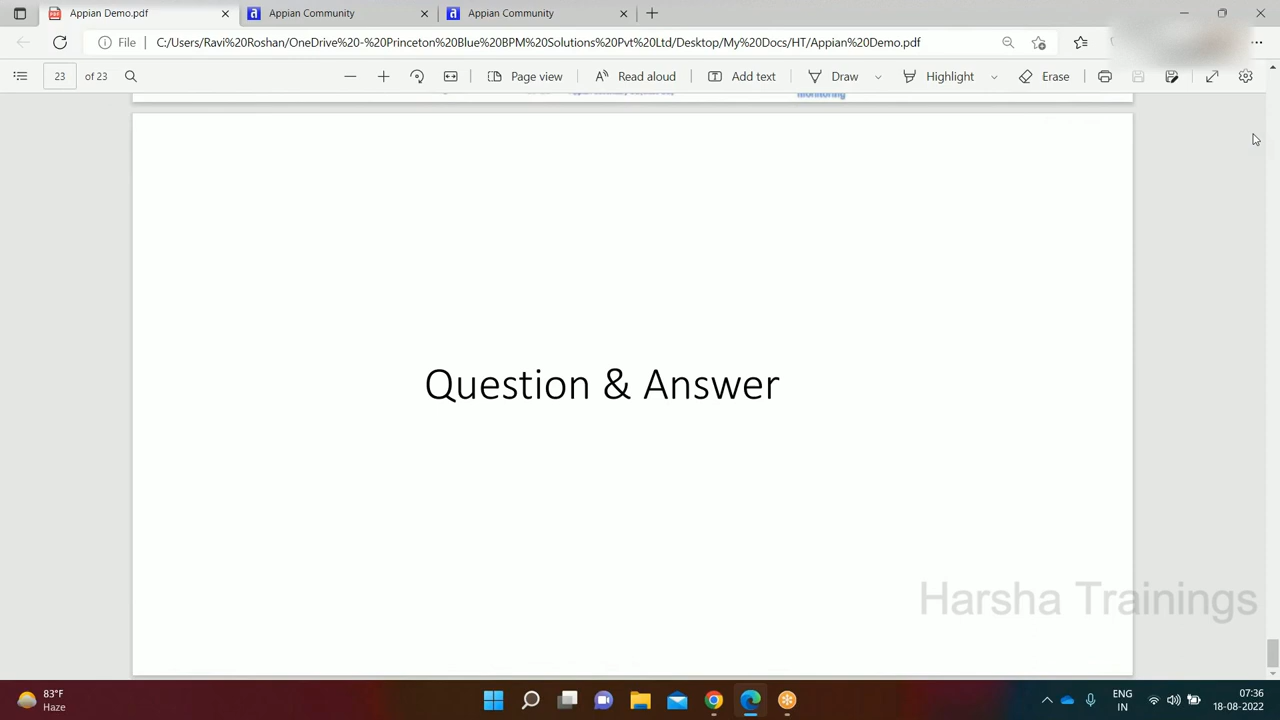 Appian Demo.pdf
Appian Community
Appian Community
File
C:/Users/Ravi%20Roshan/OneDrive%20-%20Princeton%20Blue%20BPM%20Solutions%20Pvt%20Ltd/Desktop/My%20Docs/HT/Appian%20Demo.pdf
23 of 23
Page view
Read aloud
Add text
Draw
Highlight
Erase
Monitoring
Question & Answer
Harsha Trainings
83°F
Haze
ENG
IN
07:36
18-08-2022